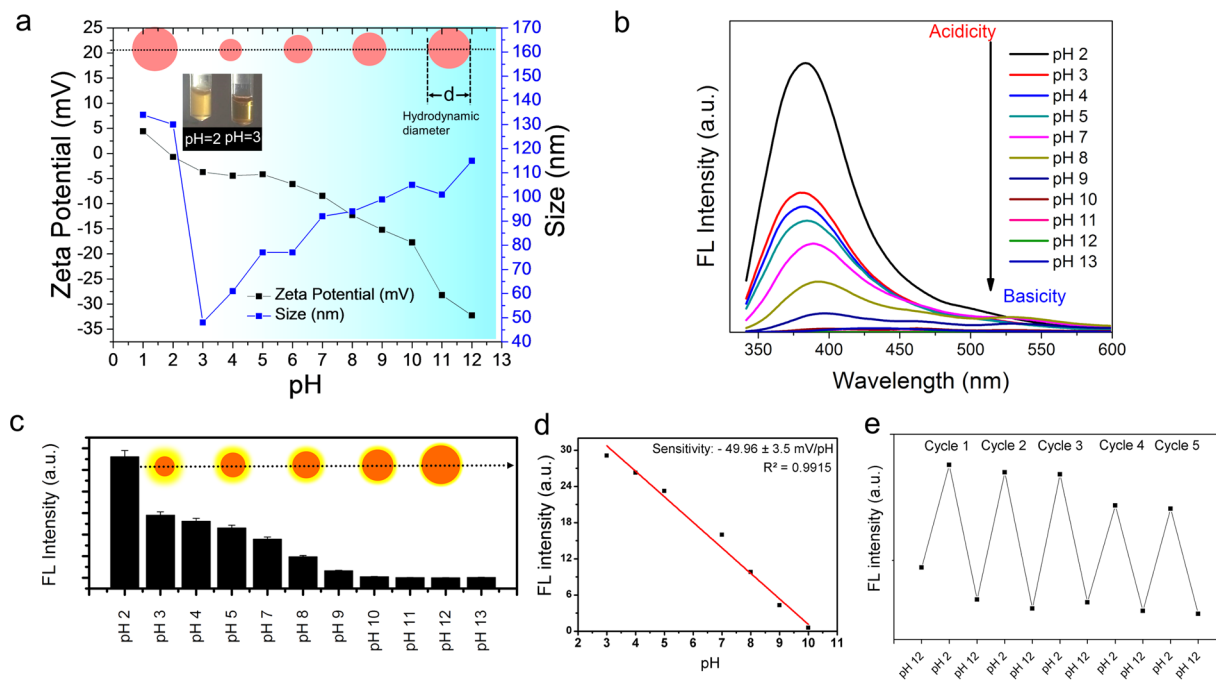 a
Zeta Potential (mV)
25
20
15
10
5
0
-5
-10
-15
-20
-25
-30
-35
pH=2 pH=3
d
Hydrodynamic
diameter
Zeta Potential (mV)
Size (nm)
170
160
150
140
130
120
110
100
90
80
70
60
50
40
Size (nm)
0 1 2 3 4 5 6 7 8 9 10 11 12 13
pH
b
FL Intensity (a.u.)
Acidicity
Basicity
pH 2
pH 3
pH 4
pH 5
pH 7
pH 8
pH 9
pH 10
pH 11
pH 12
pH 13
350 400 450 500 550 600
Wavelength (nm)
c
FL Intensity (a.u.)
pH 2 pH 3 pH 4 pH 5 pH 7 pH 8 pH 9 pH 10 pH 11 pH 12 pH 13
d
FL intensity (a.u.)
30
24
18
12
6
0
Sensitivity: - 49.96 ± 3.5 mV/pH
R² = 0.9915
2 3 4 5 6 7 8 9 10 11
pH
e
FL intensity (a.u.)
Cycle 1 Cycle 2 Cycle 3 Cycle 4 Cycle 5
pH 12 pH 2 pH 12 pH 2 pH 12 pH 2 pH 12 pH 2 pH 12 pH 2 pH 12